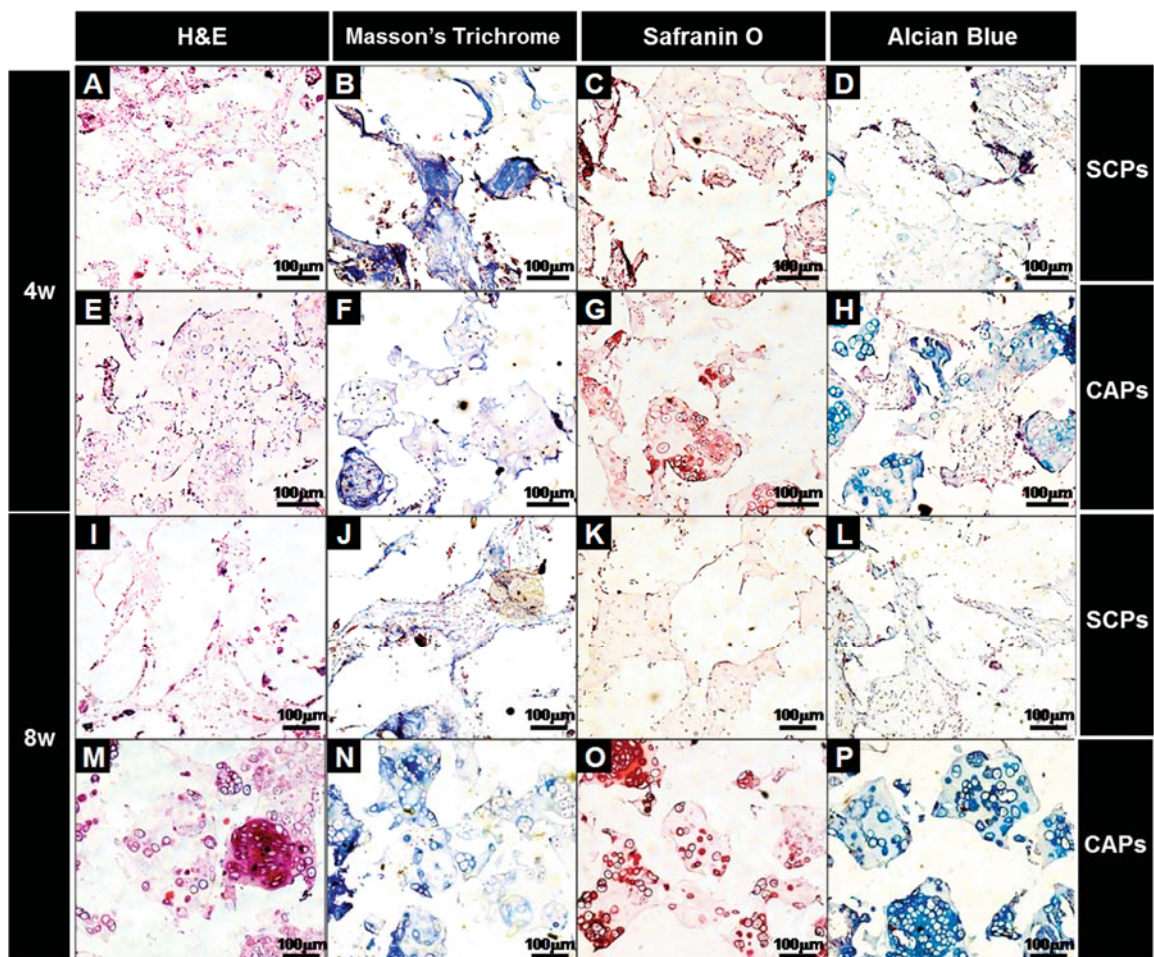 H&E Masson's Trichrome Safranin O Alcian Blue
A B C D
100µm 100µm 100µm 100µm
SCPs
4w
E F G H
100µm 100µm 100µm 100µm
CAPs
I J K L
100µm 100µm 100µm 100µm
SCPs
8w
M N O P
100µm 100µm 100µm 100µm
CAPs